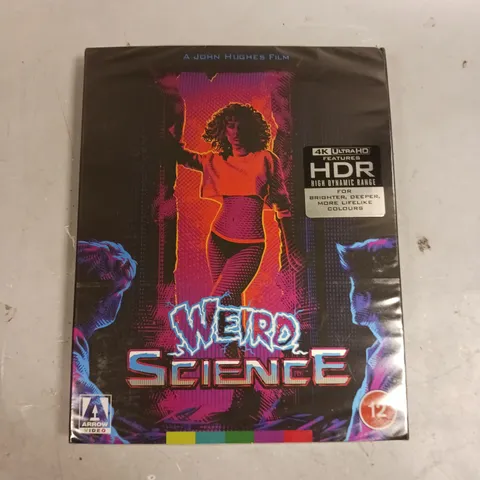 A JOHN HUGHES FILM
4K ULTRA HD
FEATURES
HDR
HIGH DYNAMIC RANGE
FOR
BRIGHTER, DEEPER,
MORE LIFELIKE
COLOURS
WEIRD
SCIENCE
ARROW
VIDEO
12